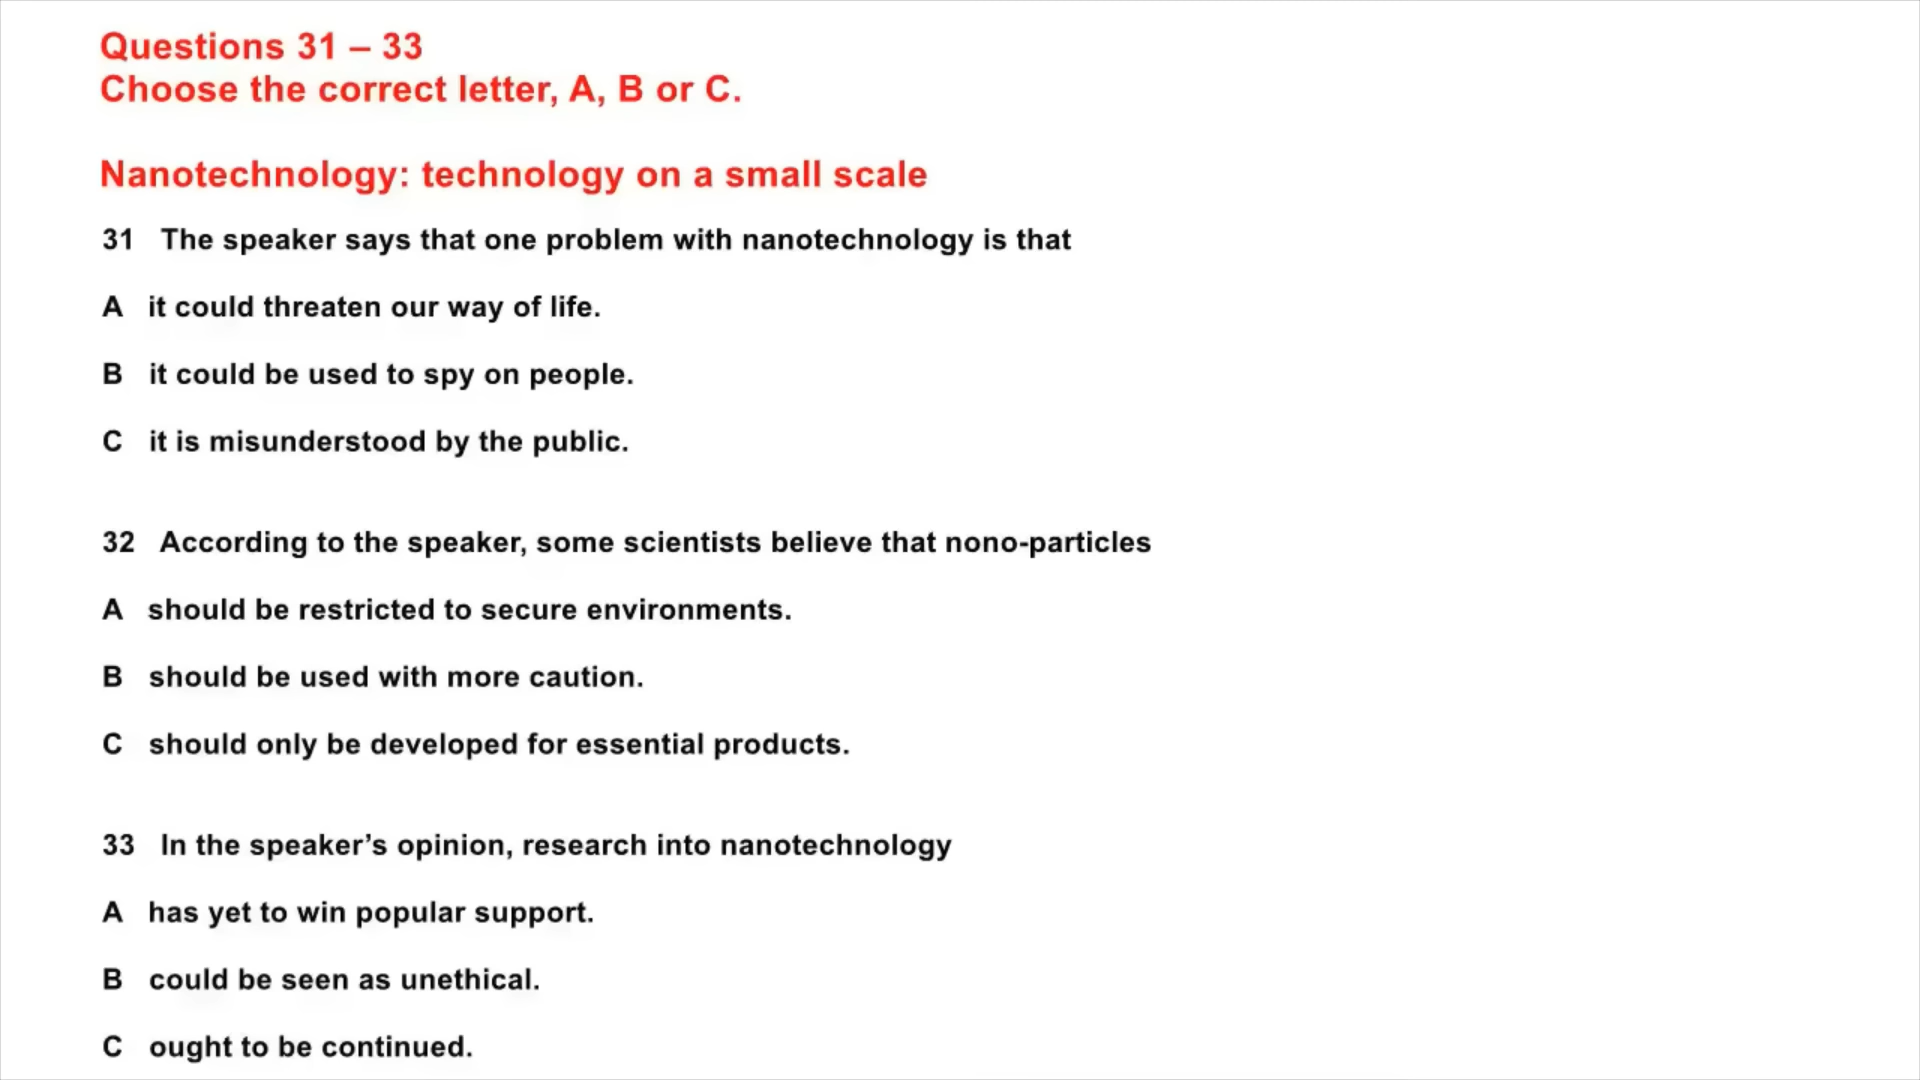 Questions 31 – 33
Choose the correct letter, A, B or C.
Nanotechnology: technology on a small scale
31 The speaker says that one problem with nanotechnology is that
A it could threaten our way of life.
B it could be used to spy on people.
C it is misunderstood by the public.
32 According to the speaker, some scientists believe that nono-particles
A should be restricted to secure environments.
B should be used with more caution.
C should only be developed for essential products.
33 In the speaker’s opinion, research into nanotechnology
A has yet to win popular support.
B could be seen as unethical.
C ought to be continued.